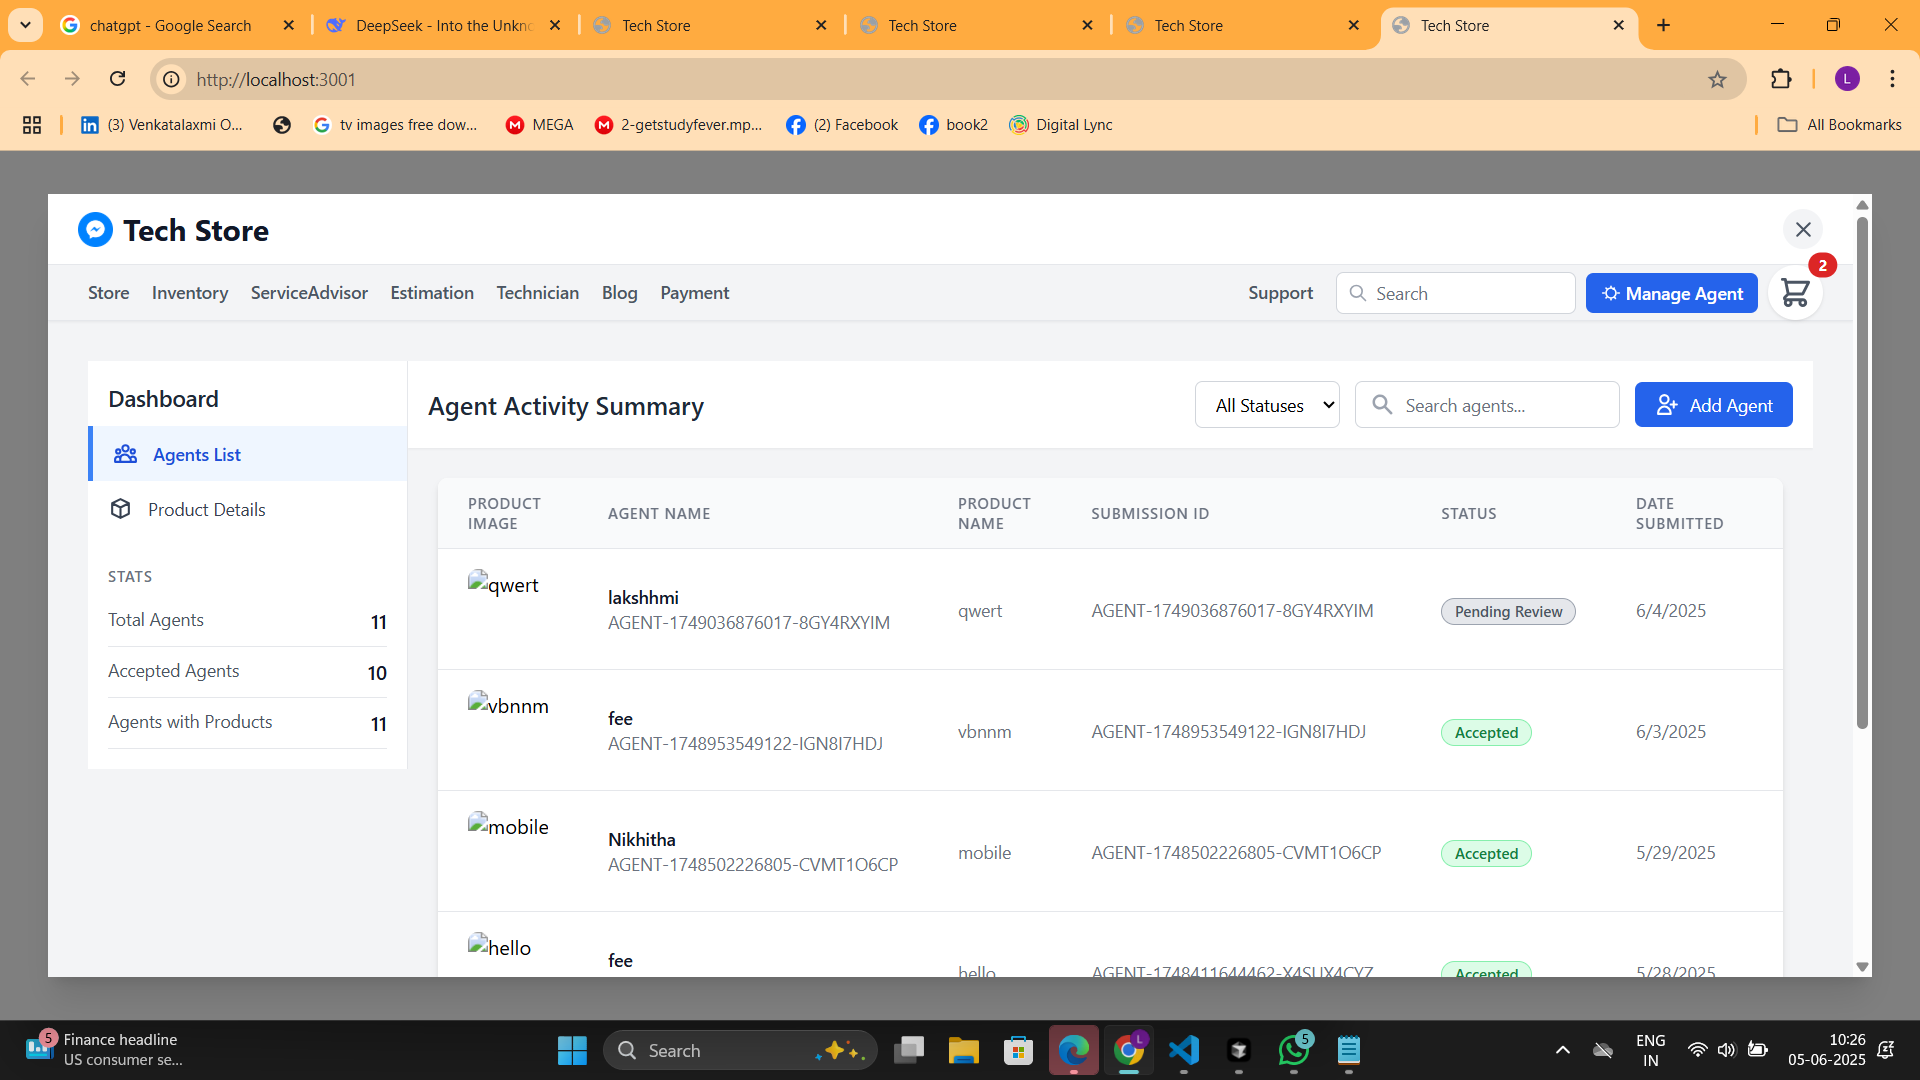 chatgpt - Google Search
DeepSeek - Into the Unkno
Tech Store
Tech Store
Tech Store
Tech Store
http://localhost:3001
L
(3) Venkatalaxmi O...
tv images free dow...
MEGA
2-getstudyfever.mp...
(2) Facebook
book2
Digital Lync
All Bookmarks
Tech Store
2
Store
Inventory
ServiceAdvisor
Estimation
Technician
Blog
Payment
Support
Search
Manage Agent
Dashboard
Agents List
Product Details
STATS
Total Agents 11
Accepted Agents 10
Agents with Products 11
Agent Activity Summary
All Statuses
Search agents...
Add Agent
PRODUCT IMAGE
AGENT NAME
PRODUCT NAME
SUBMISSION ID
STATUS
DATE SUBMITTED
qwert
lakshhmi
AGENT-1749036876017-8GY4RXYIM
qwert
AGENT-1749036876017-8GY4RXYIM
Pending Review
6/4/2025
vbnnm
fee
AGENT-1748953549122-IGN8I7HDJ
vbnnm
AGENT-1748953549122-IGN8I7HDJ
Accepted
6/3/2025
mobile
Nikhitha
AGENT-1748502226805-CVMT1O6CP
mobile
AGENT-1748502226805-CVMT1O6CP
Accepted
5/29/2025
hello
fee
hello
AGENT-1748411644462-X4SUX4CYZ
Accepted
5/28/2025
5
Finance headline
US consumer se...
Search
L
5
ENG
IN
10:26
05-06-2025